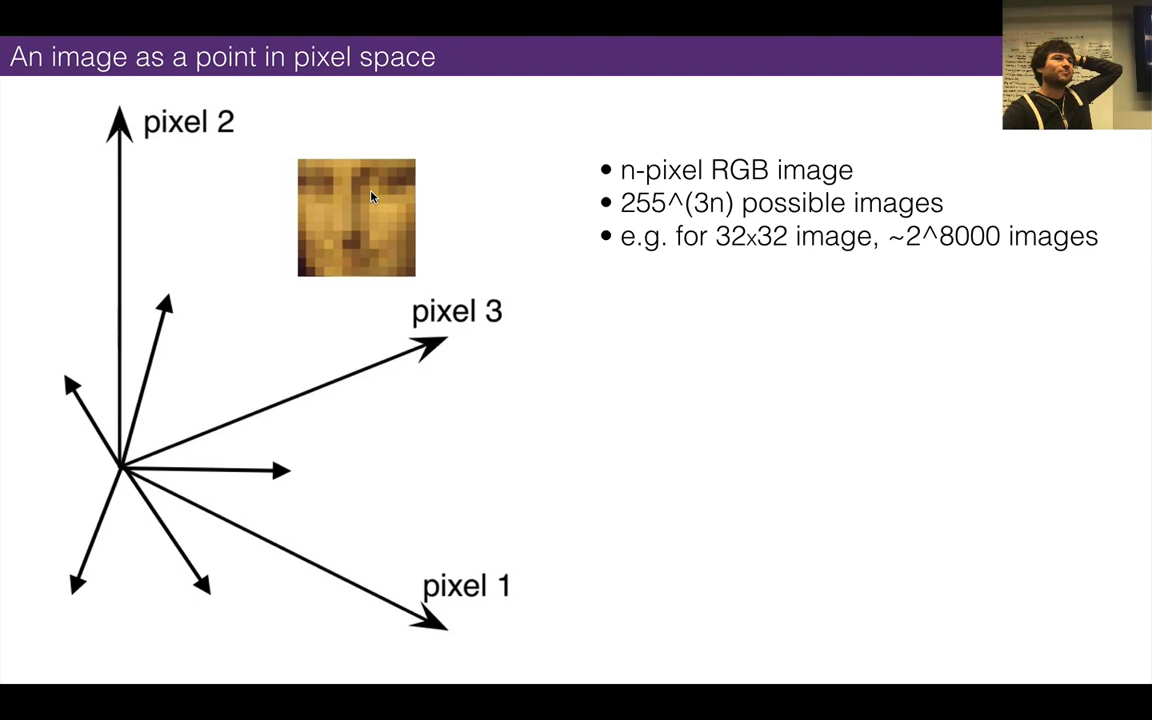 An image as a point in pixel space
pixel 2
• n-pixel RGB image
• 255^(3n) possible images
• e.g. for 32x32 image, ~2^8000 images
pixel 3
pixel 1